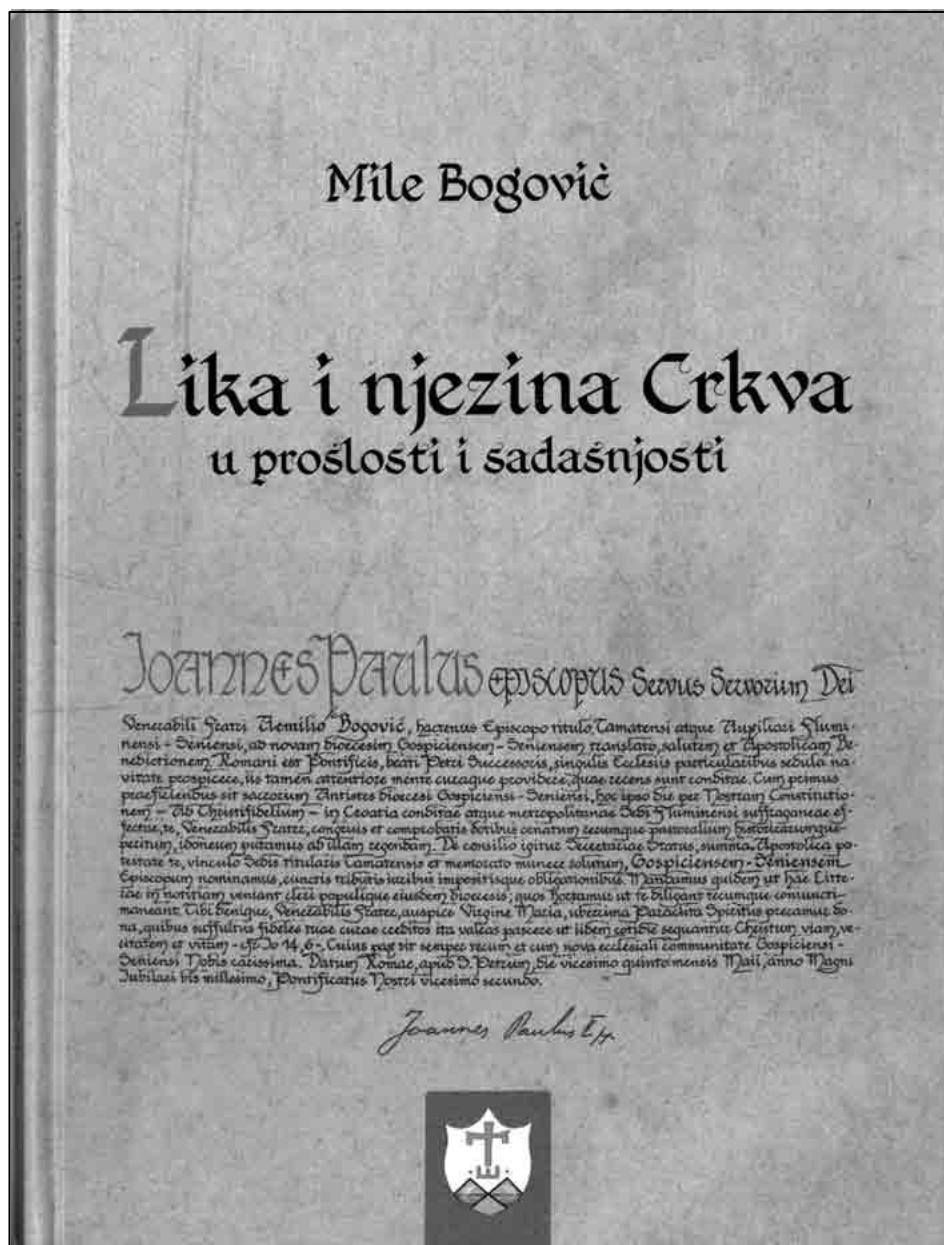 Mile Bogović
Lika i njezina Crkva
u prošlosti i sadašnjosti
JOANNES PAULUS EPISCOPUS Servus Servorum Dei
Venerabili Fratri Aemilio Bogović, hactenus Episcopo titulo Tamatensi atque Auxiliari Flumi-
nensi - Seniensi, ad novam dioecesim Gospiciensem - Seniensem translato, salutem et Apostolicam Be-
nedictionem. Romani est Pontificis, beati Petri Successoris, singulis Ecclesiis particularibus sedula na-
vitate prospicere, iis tamen attentiore mente curaque providere, quae recens sunt conditae. Cum primus
praeficiendus sit sacrorum Antistes dioecesi Gospiciensi - Seniensi, hoc ipso die per Nostram Constitutio-
nem – Ad Christifidelium – in Croatia conditae atque metropolitanae Sedi Fluminensi suffraganeae ef-
fectae, te, Venerabilis Frater, congruis et comprobatis dotibus ornatum rerumque pastoralium historicarumque
peritum, idoneum putamus ad illam regendam. De consilio igitur Secretariae Status, summa Apostolica po-
testate te, vinculo Sedis titularis Tamatensis et memorato munere solutum, Gospiciensem - Seniensem
Episcopum nominamus, cunctis tributis iuribus impositisque obligationibus. Mandamus quidem ut hae Litte-
rae in notitiam veniant cleri populique eiusdem dioecesis; quos hortamur ut te diligant tecumque coniuncti
maneant. Tibi denique, Venerabilis Frater, auspice Virgine Maria, uberrima Paracliti Spiritus precamur do-
na, quibus suffultus fideles tuae curae creditos ita valeas pascere ut libem cotidie sequantur Christum viam, ve-
ritatem et vitam - cfr Jo 14, 6 -. Cuius pax sit semper tecum et cum nova ecclesiali communitate Gospiciensi -
Seniensi Nobis carissima. Datum Romae, apud S. Petrum, die vicesimo quinto mensis Maii, anno Magni
Iubilaei bis millesimo, Pontificatus Nostri vicesimo secundo.
Joannes Paulus II